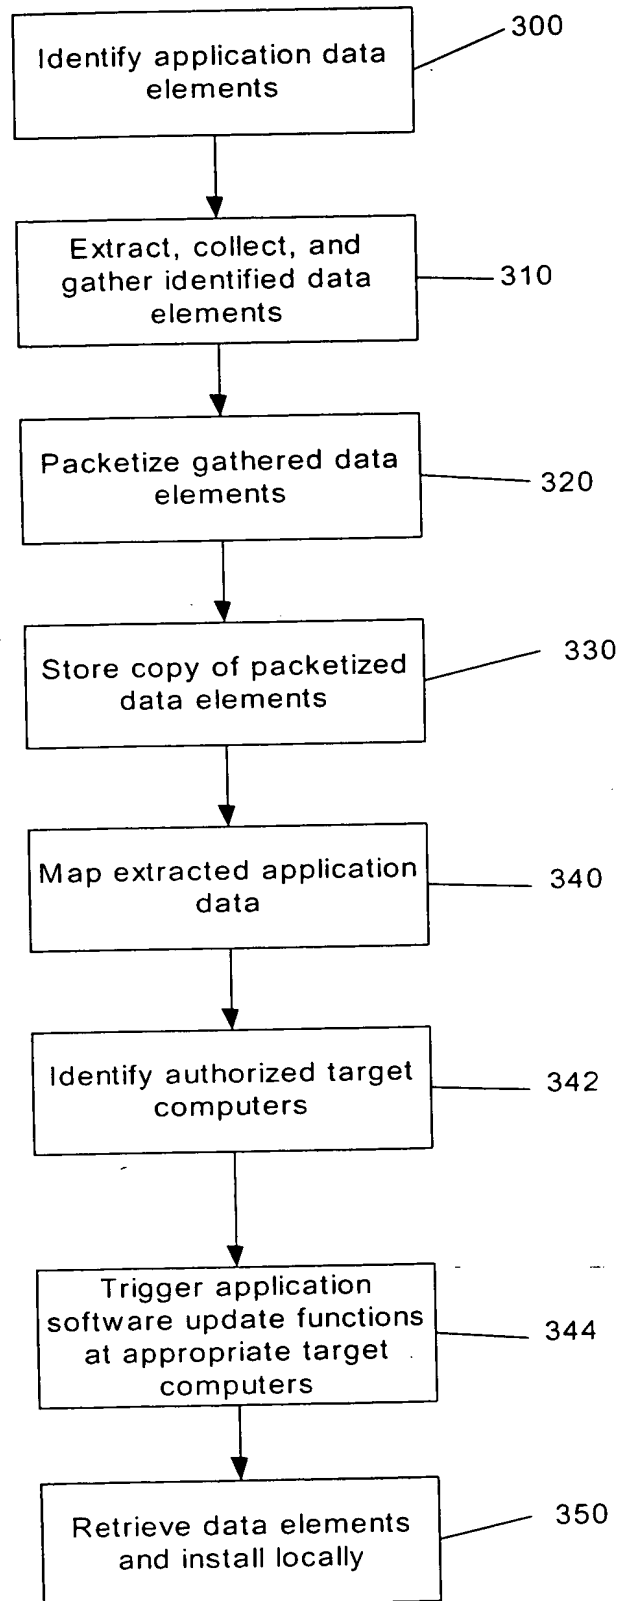 Identify application data
elements
300
Extract, collect, and
gather identified data
elements
310
Packetize gathered data
elements
320
Store copy of packetized
data elements
330
Map extracted application
data
340
Identify authorized target
computers
342
Trigger application
software update functions
at appropriate target
computers
344
Retrieve data elements
and install locally
350